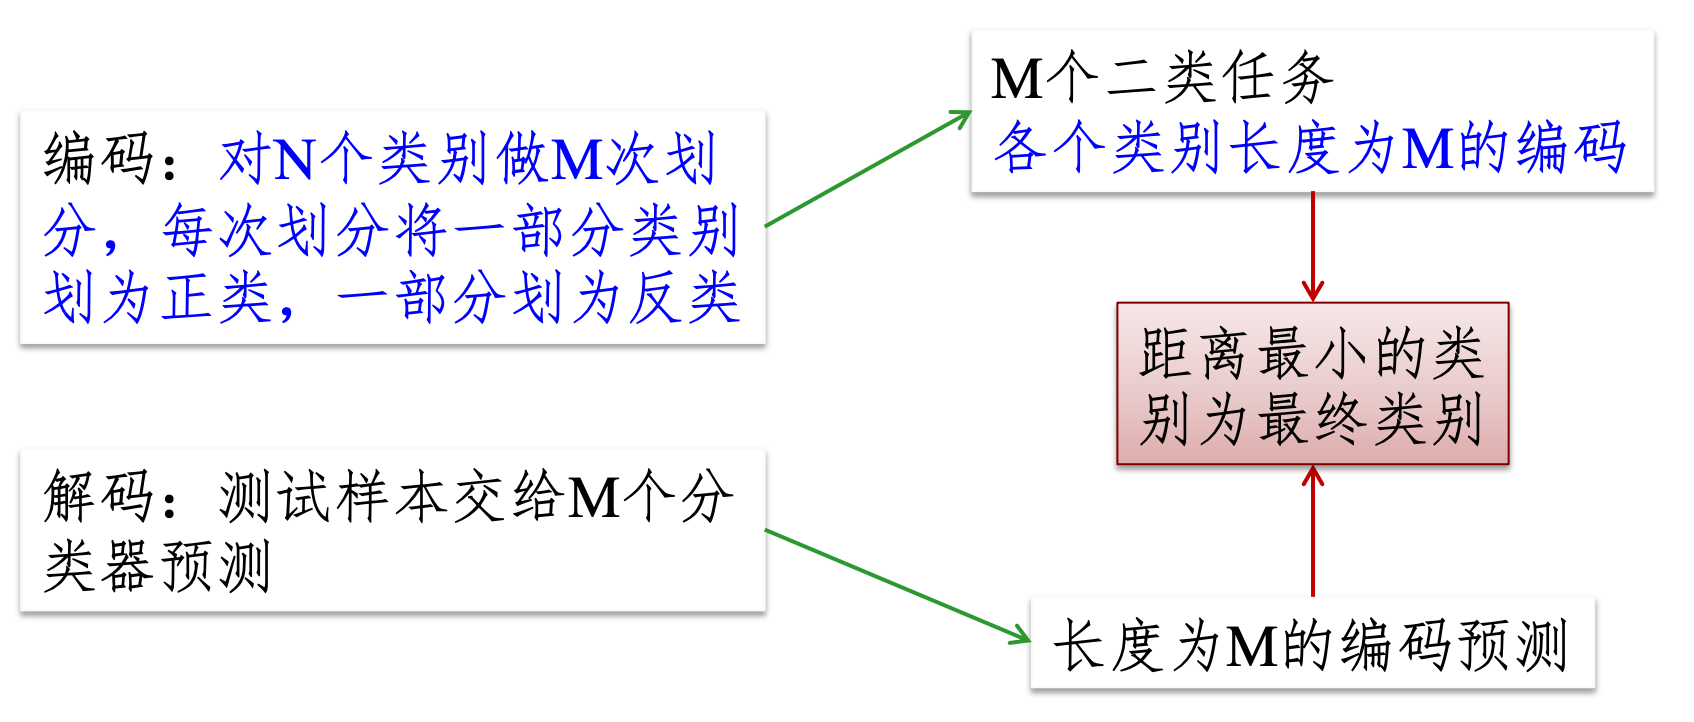 编码：对N个类别做M次划
分，每次划分将一部分类别
划为正类，一部分划为反类
M个二类任务
各个类别长度为M的编码
距离最小的类
别为最终类别
解码：测试样本交给M个分
类器预测
长度为M的编码预测